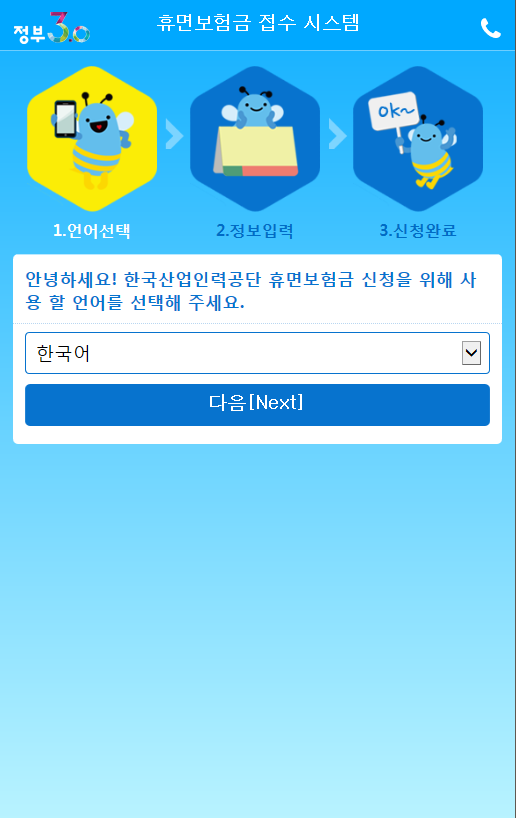 정부3.0
휴면보험금 접수 시스템
OK~
1.언어선택
2.정보입력
3.신청완료
안녕하세요! 한국산업인력공단 휴면보험금 신청을 위해 사
용 할 언어를 선택해 주세요.
한국어
다음[Next]